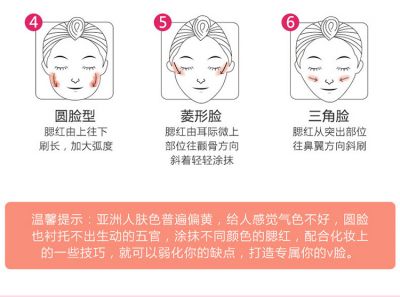 4
圆脸型
腮红由上往下
刷长，加大弧度
5
菱形脸
腮红由耳际微上
部位往颧骨方向
斜着轻轻涂抹
6
三角脸
腮红从突出部位
往鼻翼方向斜刷
温馨提示：亚洲人肤色普遍偏黄，给人感觉气色不好，圆脸
也衬托不出生动的五官，涂抹不同颜色的腮红，配合化妆上
的一些技巧，就可以弱化你的缺点，打造专属你的v脸。